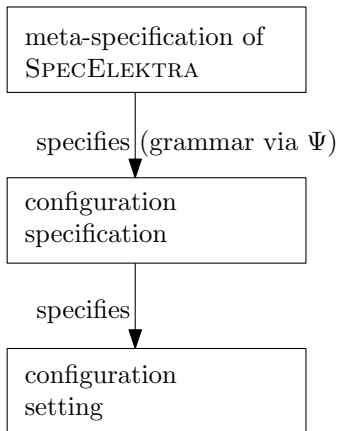 meta-specification of
SPECELEKTRA
specifies (grammar via Ψ)
configuration
specification
specifies
configuration
setting